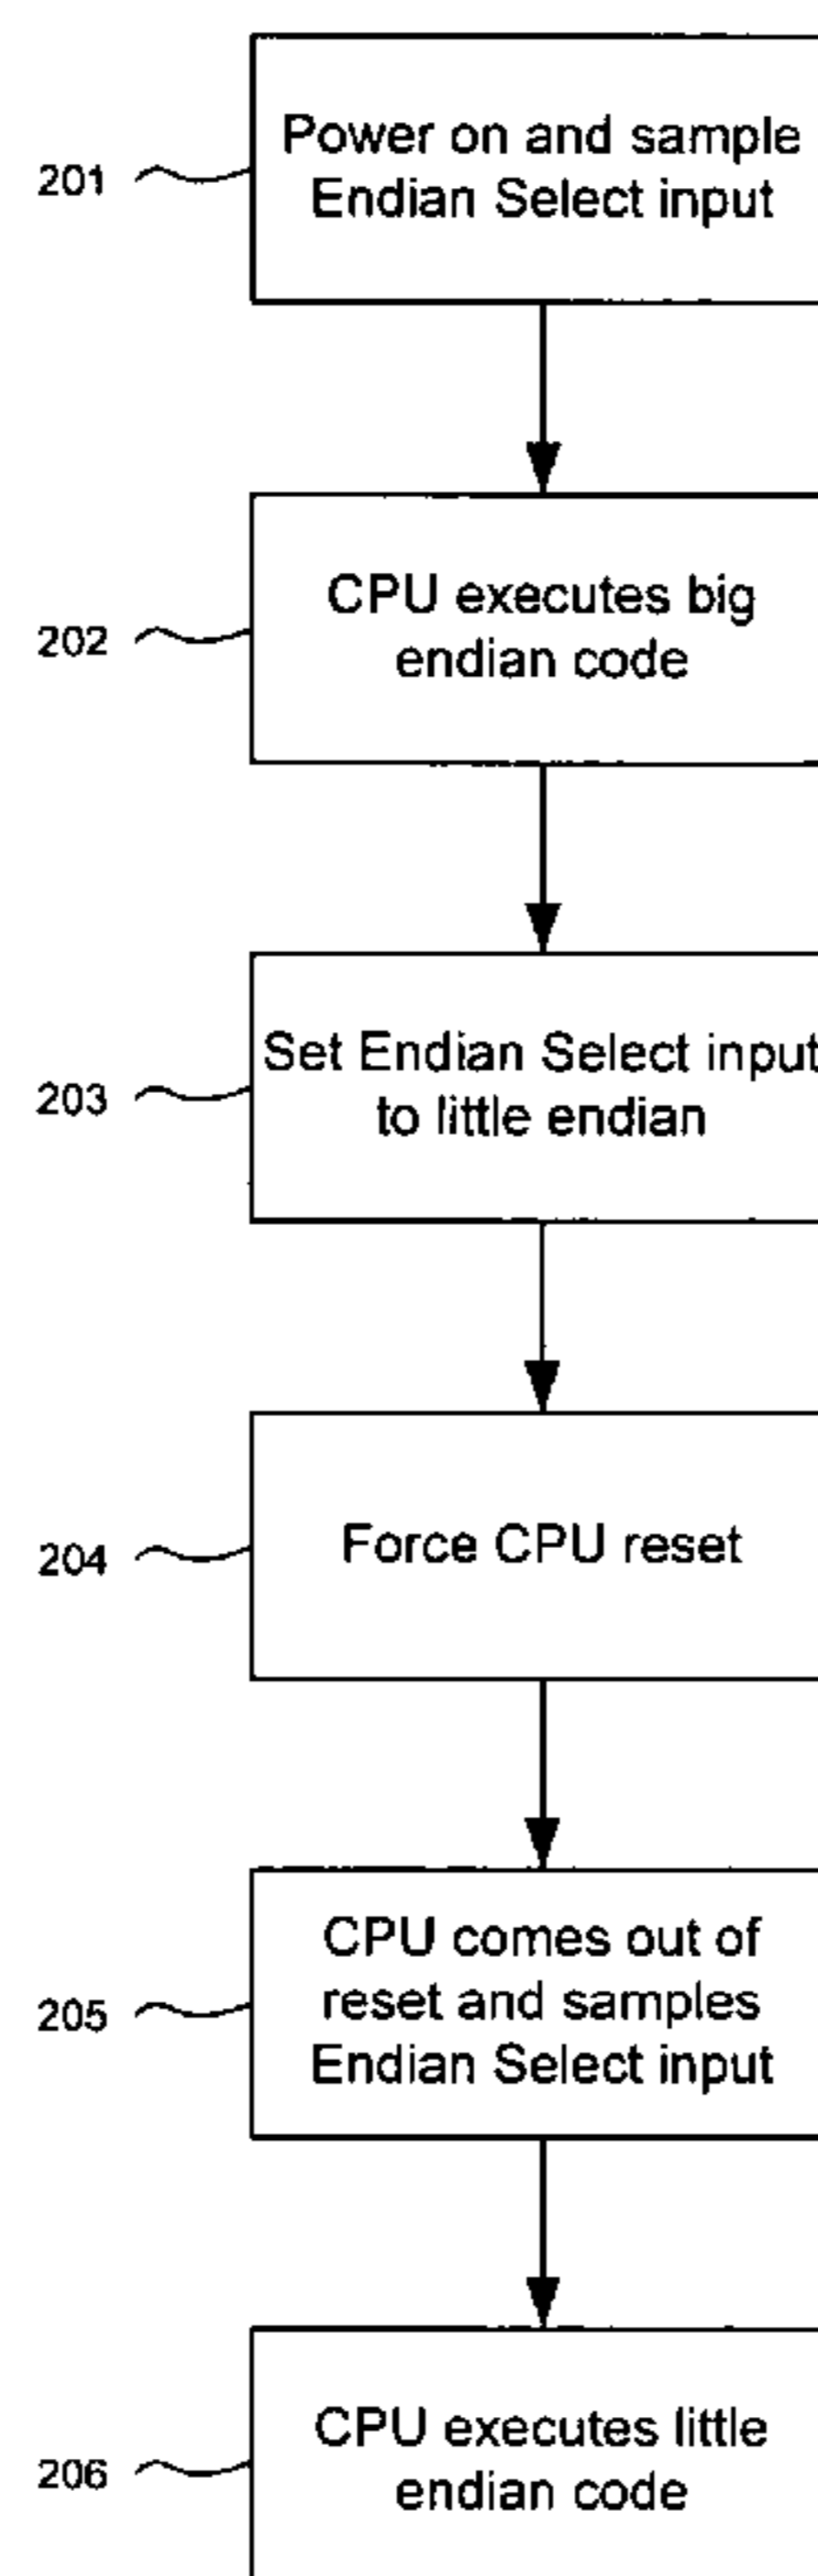 201
Power on and sample
Endian Select input
202
CPU executes big
endian code
203
Set Endian Select input
to little endian
204
Force CPU reset
205
CPU comes out of
reset and samples
Endian Select input
206
CPU executes little
endian code